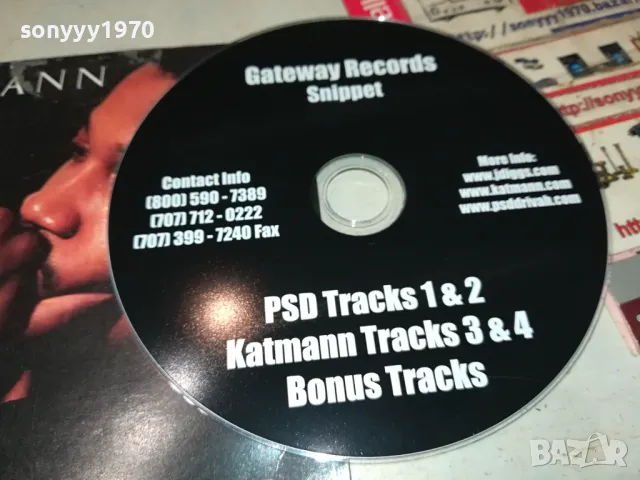 sonyyy1970
ANN
Gateway Records
Snippet
Contact Info
(800) 590 - 7389
(707) 712 - 0222
(707) 399 - 7240 Fax
More Info:
www.jdiggs.com
www.katmann.com
www.psddrivah.com
PSD Tracks 1 & 2
Katmann Tracks 3 & 4
Bonus Tracks
sonyyy1970
BAZAR